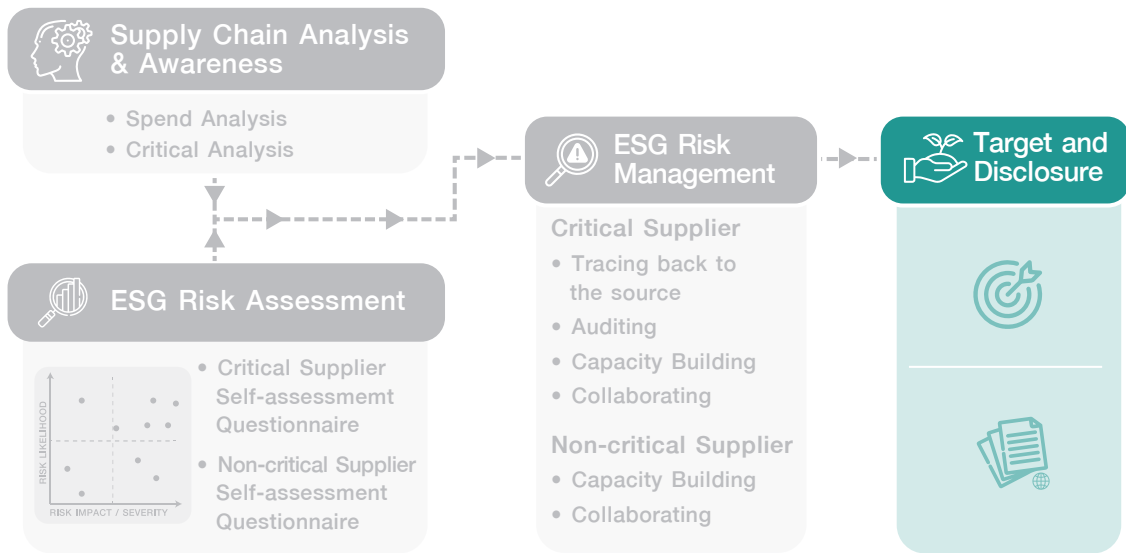 Supply Chain Analysis
& Awareness
• Spend Analysis
• Critical Analysis
ESG Risk Assessment
RISK LIKELIHOOD
RISK IMPACT / SEVERITY
• Critical Supplier
Self-assessmemt
Questionnaire
• Non-critical Supplier
Self-assessment
Questionnaire
ESG Risk
Management
Critical Supplier
• Tracing back to
the source
• Auditing
• Capacity Building
• Collaborating
Non-critical Supplier
• Capacity Building
• Collaborating
Target and
Disclosure